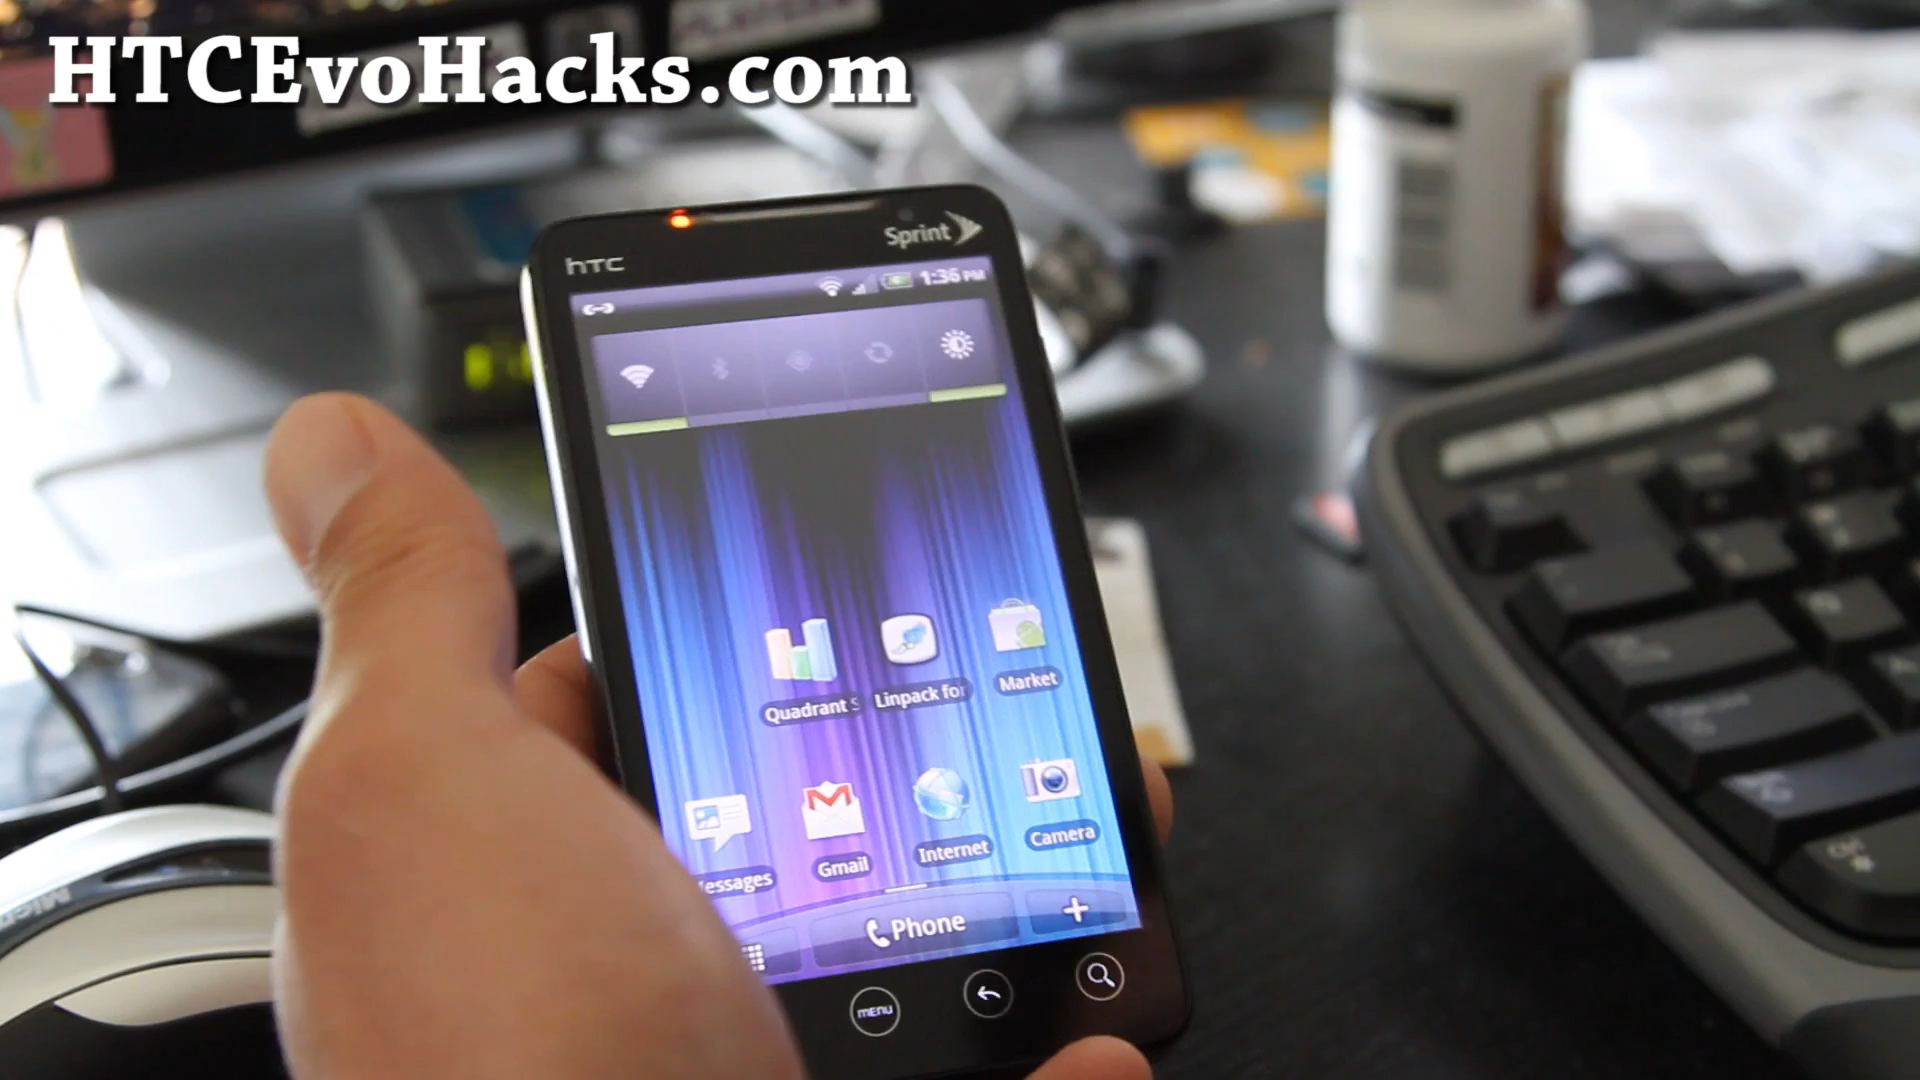 HTCEvoHacks.com
hTC
Sprint
1:36 PM
Quadrant S
Linpack for
Market
essages
Gmail
Internet
Camera
Phone
menu